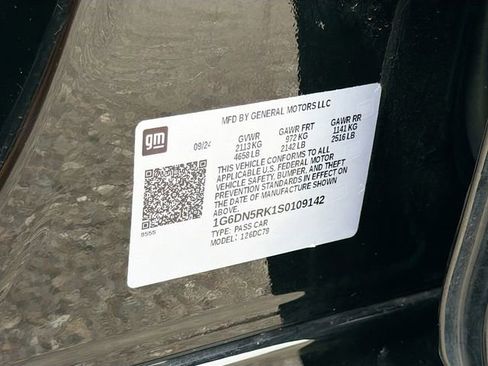 MFD BY GENERAL MOTORS LLC
gm
09/24
GVWR GAWR FRT GAWR RR
2113 KG 972 KG 1141 KG
4658 LB 2142 LB 2516 LB
THIS VEHICLE CONFORMS TO ALL
APPLICABLE U.S. FEDERAL MOTOR
VEHICLE SAFETY, BUMPER, AND THEFT
PREVENTION STANDARDS IN EFFECT ON
THE DATE OF MANUFACTURE SHOWN
ABOVE.
1G6DN5RK1S0109142
TYPE: PASS CAR
MODEL: 126DC79